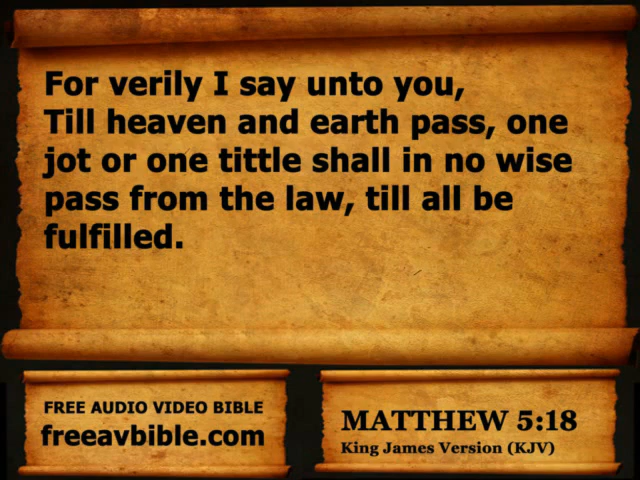 For verily I say unto you,
Till heaven and earth pass, one
jot or one tittle shall in no wise
pass from the law, till all be
fulfilled.
FREE AUDIO VIDEO BIBLE
freeavbible.com
MATTHEW 5:18
King James Version (KJV)